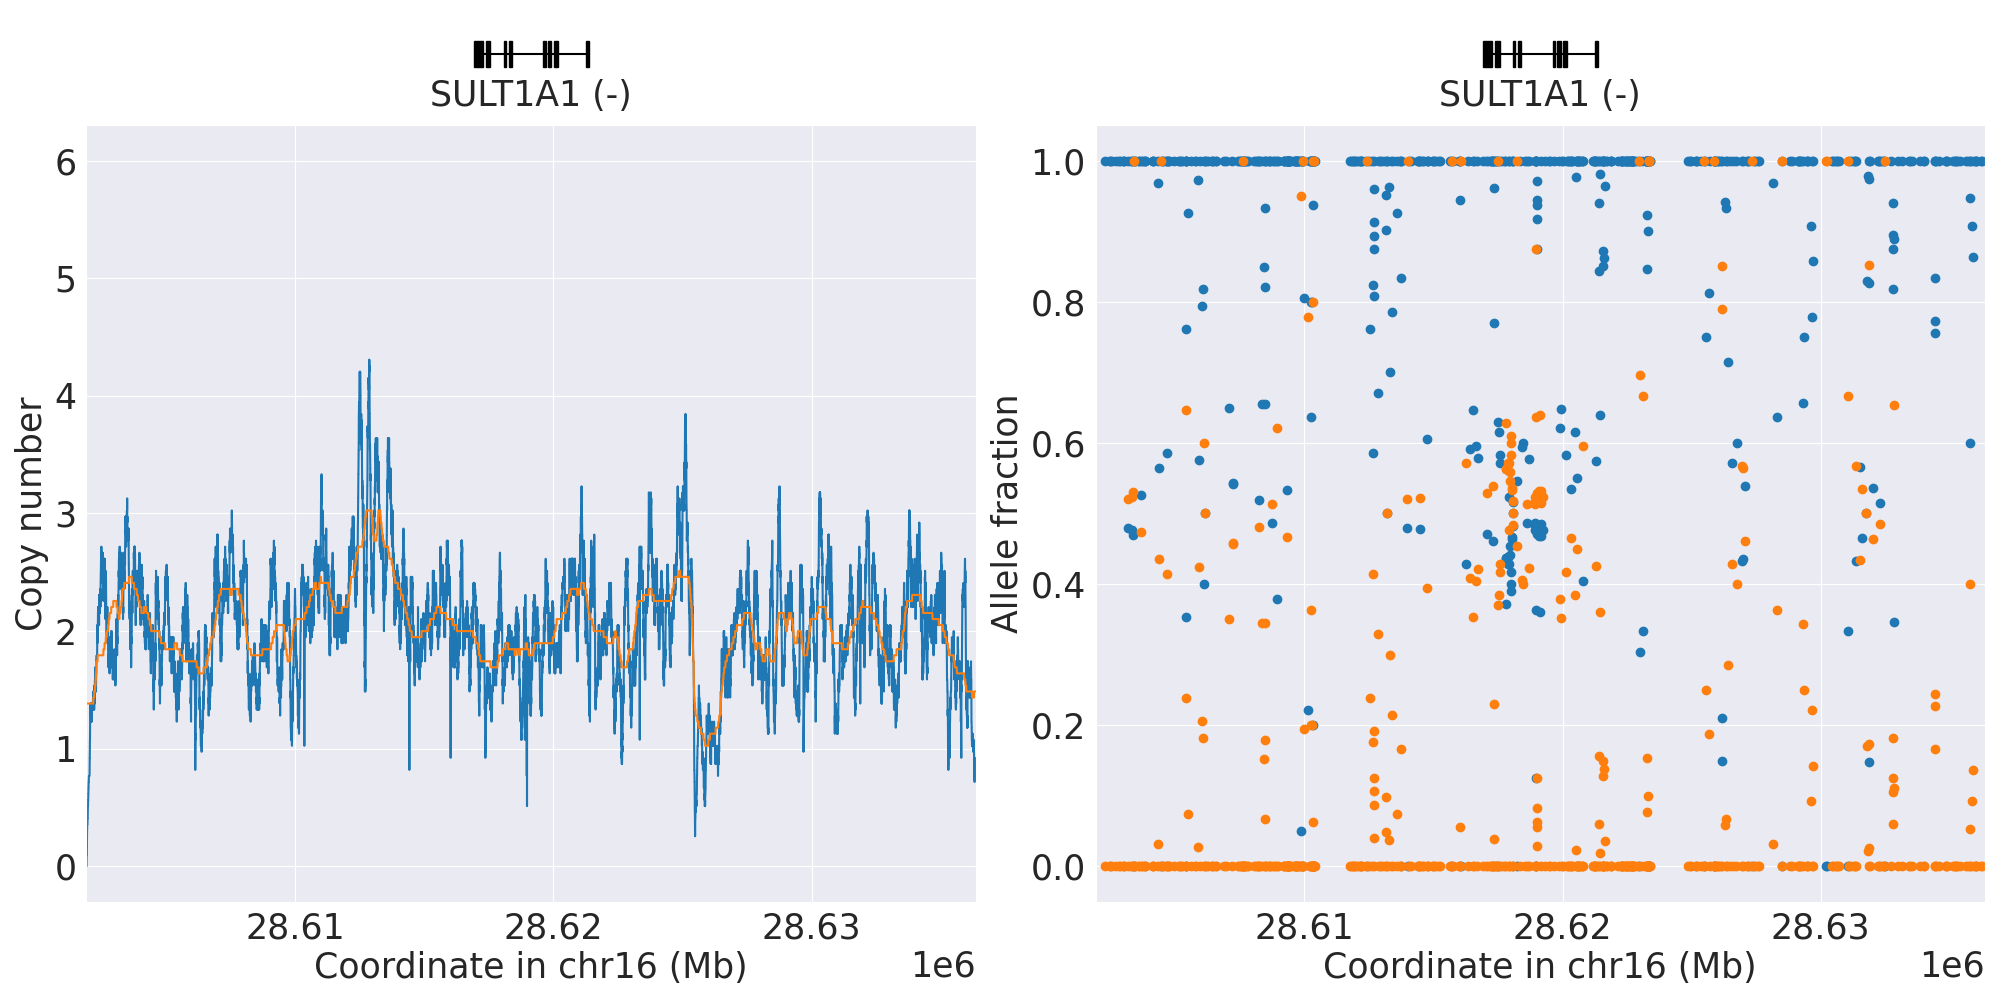 SULT1A1 (-)
SULT1A1 (-)
Copy number
6
5
4
3
2
1
0
28.61
28.62
28.63
Coordinate in chr16 (Mb)
1e6
Allele fraction
1.0
0.8
0.6
0.4
0.2
0.0
28.61
28.62
28.63
Coordinate in chr16 (Mb)
1e6